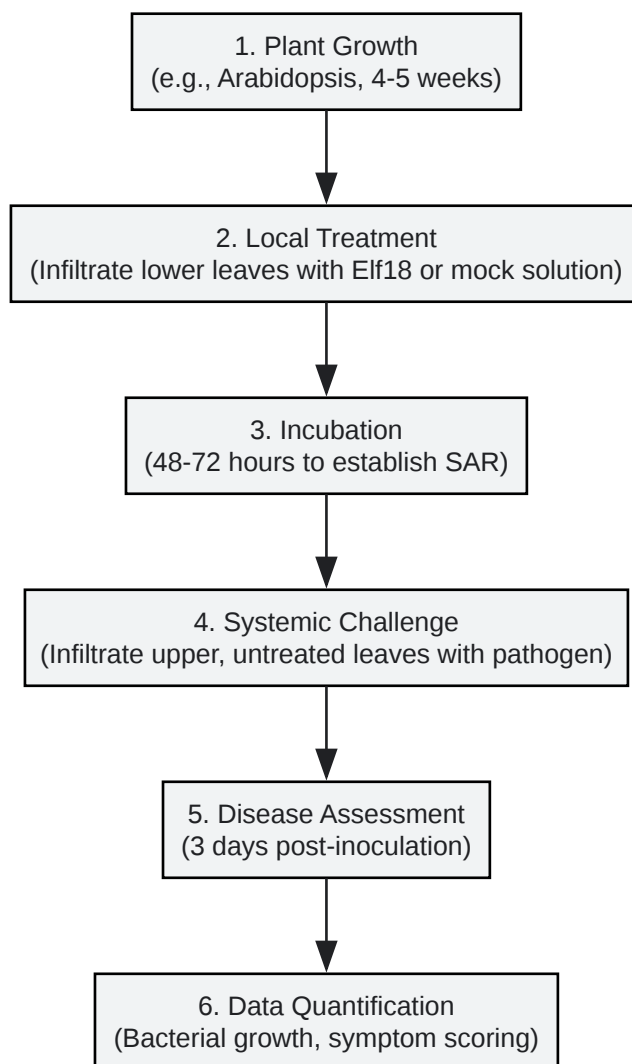 1. Plant Growth
(e.g., Arabidopsis, 4-5 weeks)
2. Local Treatment
(Infiltrate lower leaves with Elf18 or mock solution)
3. Incubation
(48-72 hours to establish SAR)
4. Systemic Challenge
(Infiltrate upper, untreated leaves with pathogen)
5. Disease Assessment
(3 days post-inoculation)
6. Data Quantification
(Bacterial growth, symptom scoring)